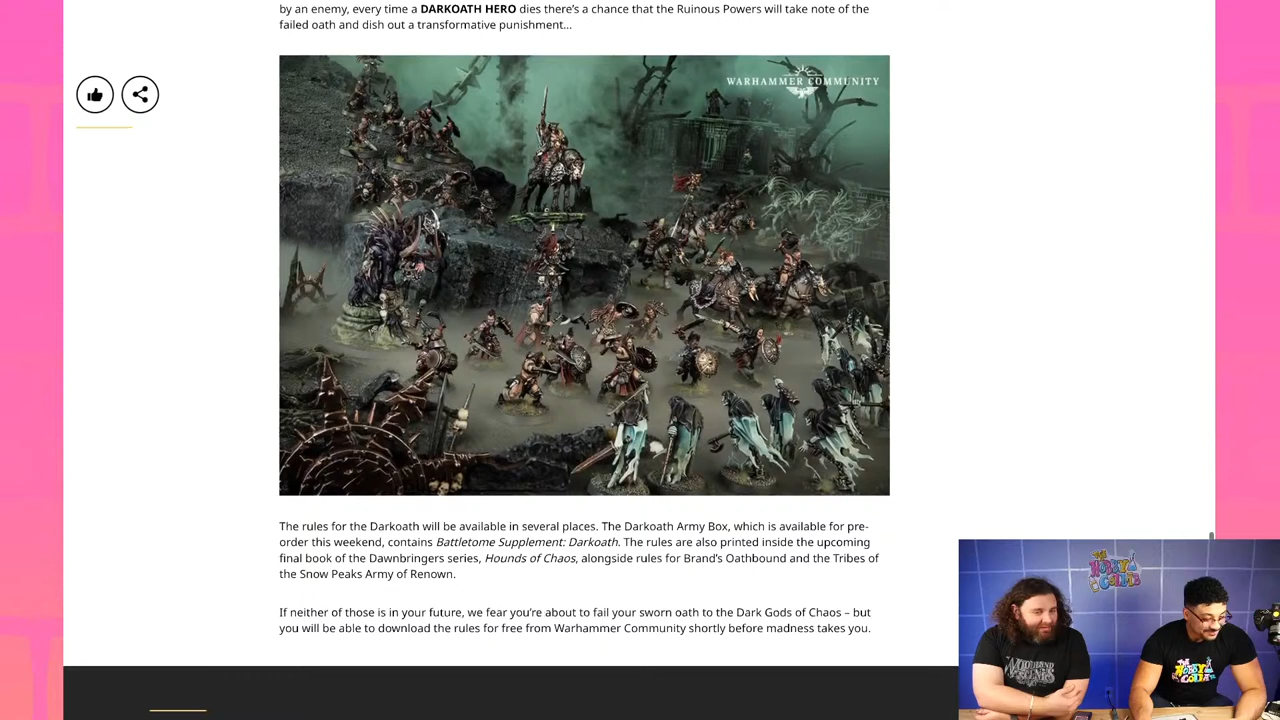 by an enemy, every time a DARKOATH HERO dies there's a chance that the Ruinous Powers will take note of the
failed oath and dish out a transformative punishment...
WARHAMMER COMMUNITY
The rules for the Darkoath will be available in several places. The Darkoath Army Box, which is available for pre-
order this weekend, contains Battletome Supplement: Darkoath. The rules are also printed inside the upcoming
final book of the Dawnbringers series, Hounds of Chaos, alongside rules for Brand's Oathbound and the Tribes of
the Snow Peaks Army of Renown.
If neither of those is in your future, we fear you're about to fail your sworn oath to the Dark Gods of Chaos – but
you will be able to download the rules for free from Warhammer Community shortly before madness takes you.
THE
HOBBY